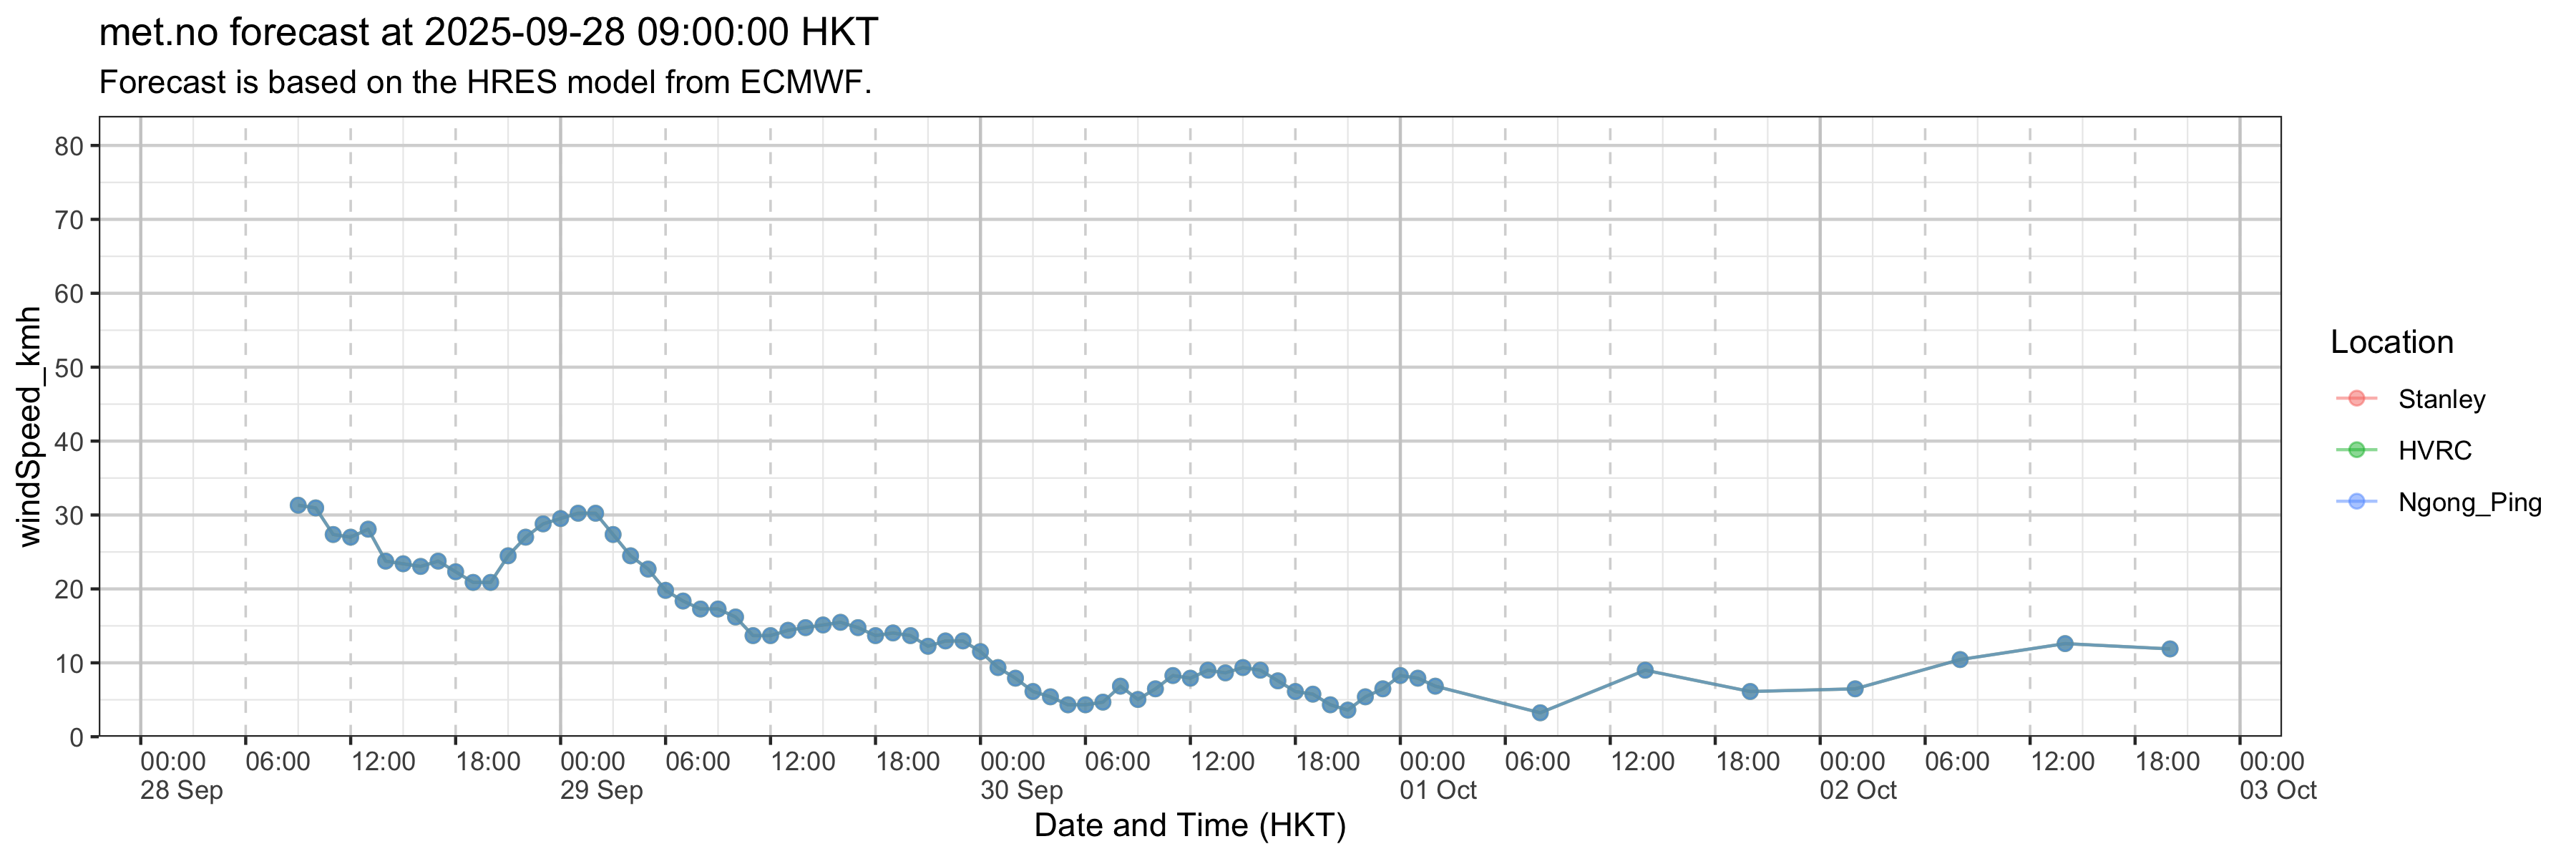 met.no forecast at 2025-09-28 09:00:00 HKT
Forecast is based on the HRES model from ECMWF.
windSpeed_kmh
80
70
60
50
40
30
20
10
0
00:00 06:00 12:00 18:00 00:00 06:00 12:00 18:00 00:00 06:00 12:00 18:00 00:00 06:00 12:00 18:00 00:00 06:00 12:00 18:00 00:00
28 Sep 29 Sep 30 Sep 01 Oct 02 Oct 03 Oct
Date and Time (HKT)
Location
Stanley
HVRC
Ngong_Ping